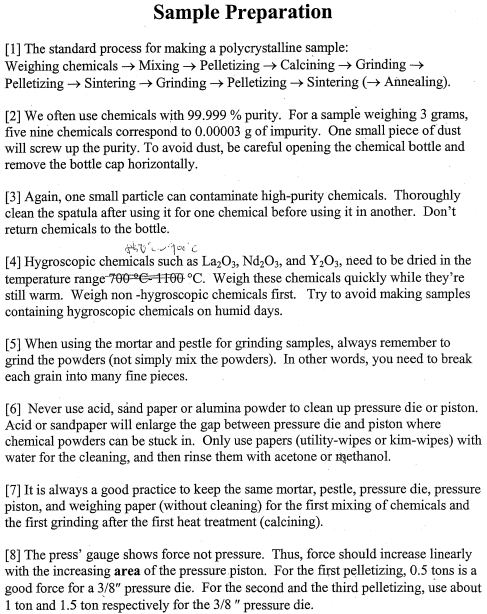 Sample Preparation
[1] The standard process for making a polycrystalline sample:
Weighing chemicals → Mixing → Pelletizing → Calcining → Grinding →
Pelletizing → Sintering → Grinding → Pelletizing → Sintering (→ Annealing).
[2] We often use chemicals with 99.999 % purity. For a sample weighing 3 grams,
five nine chemicals correspond to 0.00003 g of impurity. One small piece of dust
will screw up the purity. To avoid dust, be careful opening the chemical bottle and
remove the bottle cap horizontally.
[3] Again, one small particle can contaminate high-purity chemicals. Thoroughly
clean the spatula after using it for one chemical before using it in another. Don't
return chemicals to the bottle.
[4] Hygroscopic chemicals such as La₂O₃, Nd₂O₃, and Y₂O₃, need to be dried in the
temperature range 700 °C-1100 °C. Weigh these chemicals quickly while they're
still warm. Weigh non -hygroscopic chemicals first. Try to avoid making samples
containing hygroscopic chemicals on humid days.
[5] When using the mortar and pestle for grinding samples, always remember to
grind the powders (not simply mix the powders). In other words, you need to break
each grain into many fine pieces.
[6] Never use acid, sand paper or alumina powder to clean up pressure die or piston.
Acid or sandpaper will enlarge the gap between pressure die and piston where
chemical powders can be stuck in. Only use papers (utility-wipes or kim-wipes) with
water for the cleaning, and then rinse them with acetone or methanol.
[7] It is always a good practice to keep the same mortar, pestle, pressure die, pressure
piston, and weighing paper (without cleaning) for the first mixing of chemicals and
the first grinding after the first heat treatment (calcining).
[8] The press' gauge shows force not pressure. Thus, force should increase linearly
with the increasing area of the pressure piston. For the first pelletizing, 0.5 tons is a
good force for a 3/8″ pressure die. For the second and the third pelletizing, use about
1 ton and 1.5 ton respectively for the 3/8 ″ pressure die.